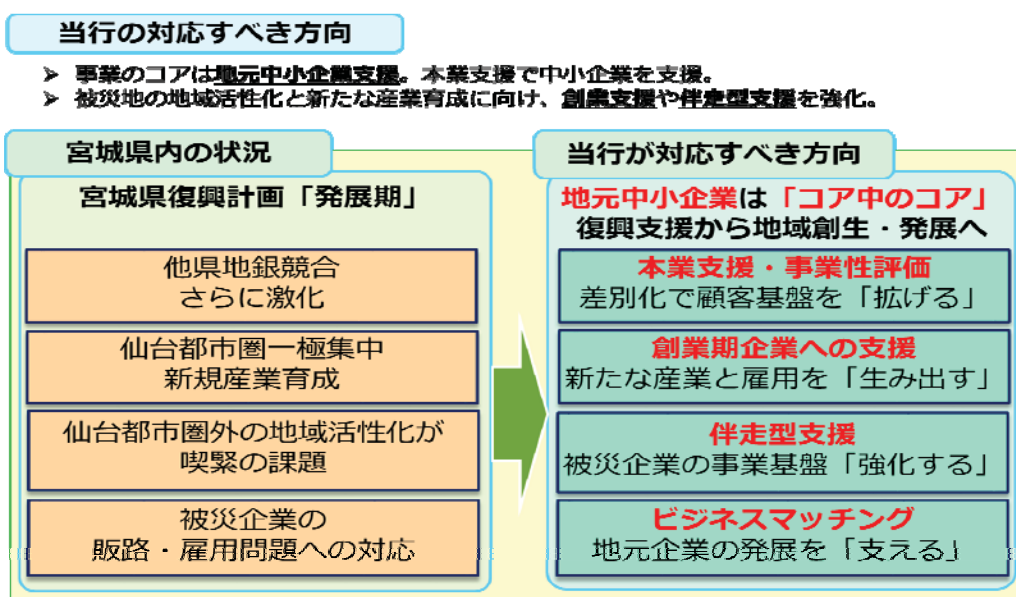 当行の対応すべき方向
➢ 事業のコアは地元中小企業支援。本業支援で中小企業を支援。
➢ 被災地の地域活性化と新たな産業育成に向け、創業支援や伴走型支援を強化。
宮城県内の状況
宮城県復興計画「発展期」
他県地銀競合
さらに激化
仙台都市圏一極集中
新規産業育成
仙台都市圏外の地域活性化が
喫緊の課題
被災企業の
販路・雇用問題への対応
当行が対応すべき方向
地元中小企業は「コア中のコア」
復興支援から地域創生・発展へ
本業支援・事業性評価
差別化で顧客基盤を「拡げる」
創業期企業への支援
新たな産業と雇用を「生み出す」
伴走型支援
被災企業の事業基盤「強化する」
ビジネスマッチング
地元企業の発展を「支える」